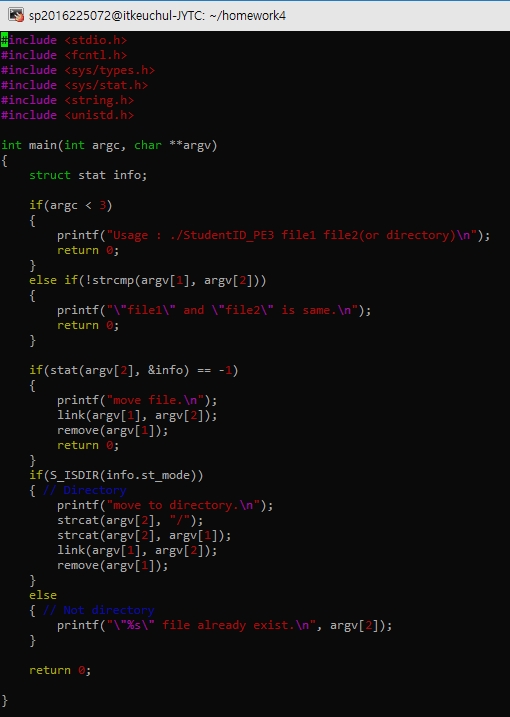 sp2016225072@itkeuchul-JYTC: ~/homework4
#include <stdio.h>
#include <fcntl.h>
#include <sys/types.h>
#include <sys/stat.h>
#include <string.h>
#include <unistd.h>
int main(int argc, char **argv)
{
struct stat info;
if(argc < 3)
{
printf("Usage : ./StudentID_PE3 file1 file2(or directory)\n");
return 0;
}
else if(!strcmp(argv[1], argv[2]))
{
printf("\"file1\" and \"file2\" is same.\n");
return 0;
}
if(stat(argv[2], &info) == -1)
{
printf("move file.\n");
link(argv[1], argv[2]);
remove(argv[1]);
return 0;
}
if(S_ISDIR(info.st_mode))
{ // Directory
printf("move to directory.\n");
strcat(argv[2], "/");
strcat(argv[2], argv[1]);
link(argv[1], argv[2]);
remove(argv[1]);
}
else
{ // Not directory
printf("\"%s\" file already exist.\n", argv[2]);
}
return 0;
}